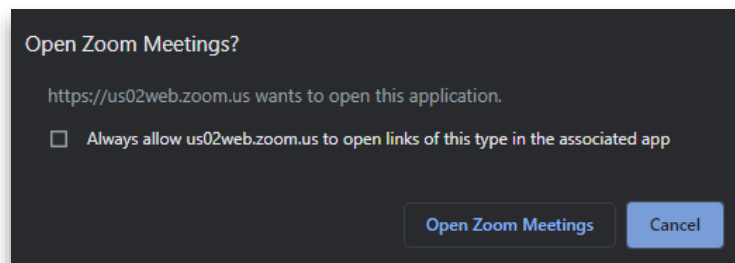 Open Zoom Meetings?
https://us02web.zoom.us wants to open this application.
Always allow us02web.zoom.us to open links of this type in the associated app
Open Zoom Meetings
Cancel